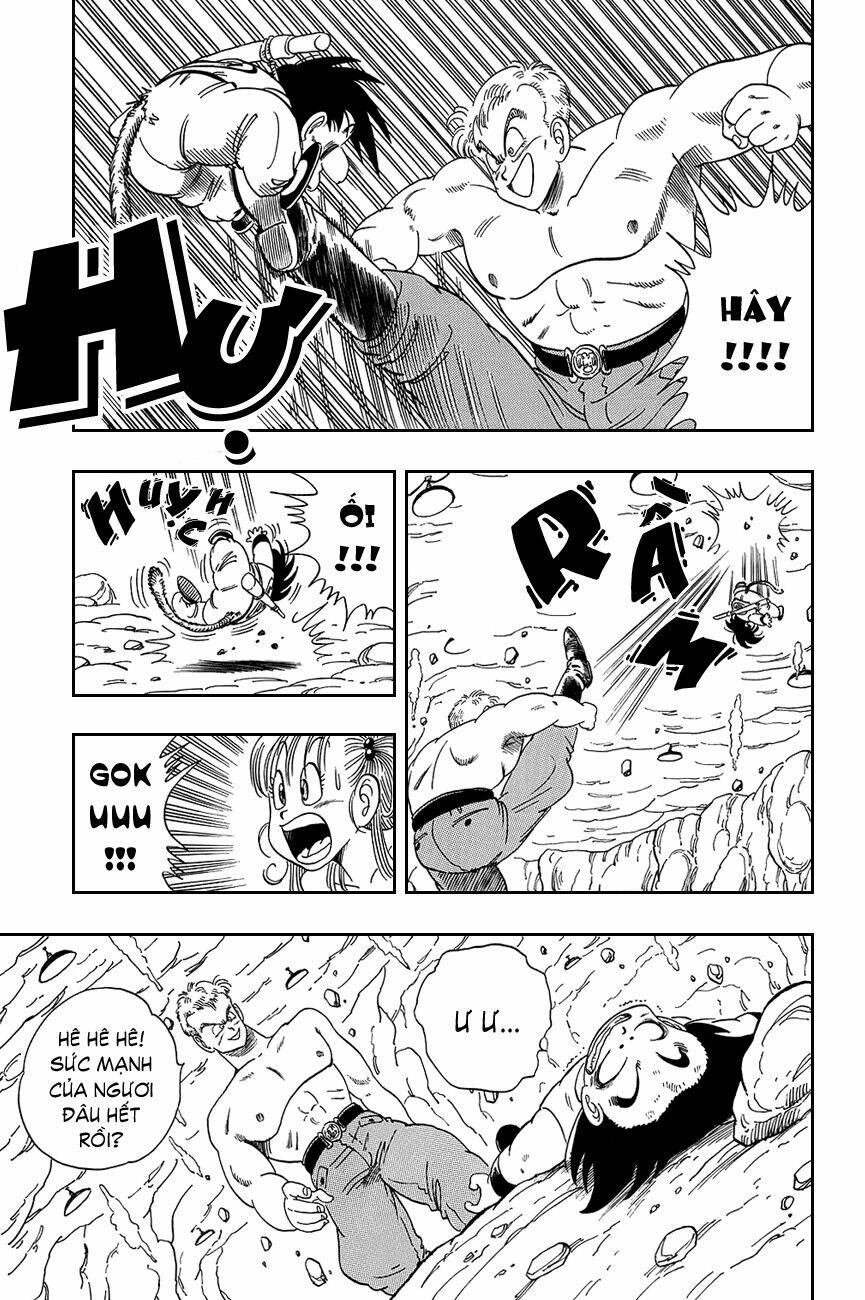 HÂY
!!!!
HỰ
RẦM
HUỴCH
ỐI
!!!
GOK
UUU
!!!
Ư Ư...
HÊ HÊ HÊ!
SỨC MẠNH
CỦA NGƯƠI
ĐÂU HẾT
RỒI?